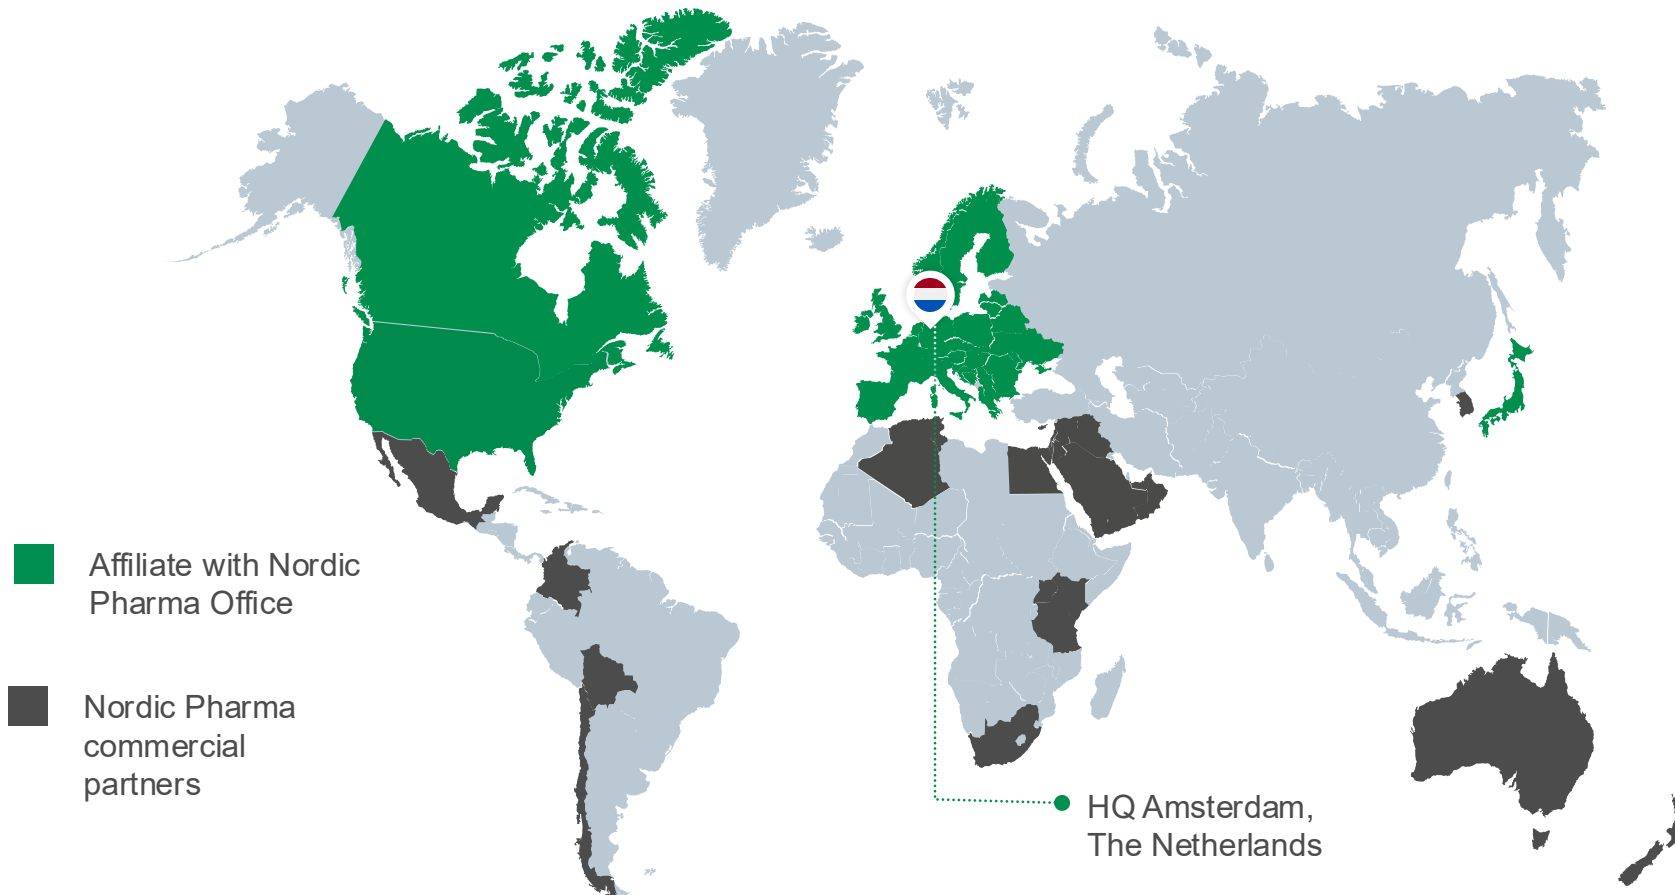 Affiliate with Nordic
Pharma Office
Nordic Pharma
commercial
partners
HQ Amsterdam,
The Netherlands